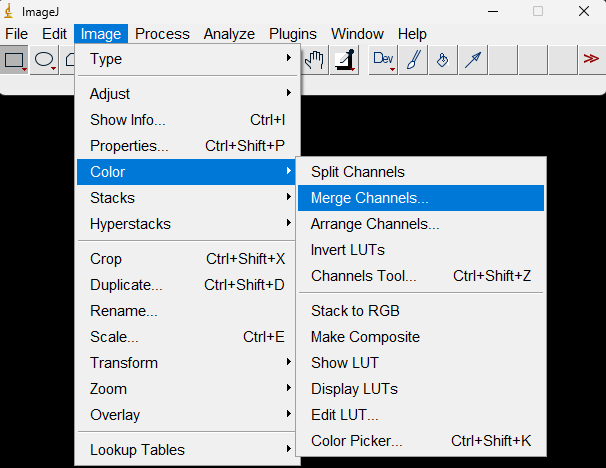 ImageJ
File Edit Image Process Analyze Plugins Window Help
Dev
Type
Adjust
Show Info... Ctrl+I
Properties... Ctrl+Shift+P
Color
Stacks
Hyperstacks
Crop Ctrl+Shift+X
Duplicate... Ctrl+Shift+D
Rename...
Scale... Ctrl+E
Transform
Zoom
Overlay
Lookup Tables
Split Channels
Merge Channels...
Arrange Channels...
Invert LUTs
Channels Tool... Ctrl+Shift+Z
Stack to RGB
Make Composite
Show LUT
Display LUTs
Edit LUT...
Color Picker... Ctrl+Shift+K